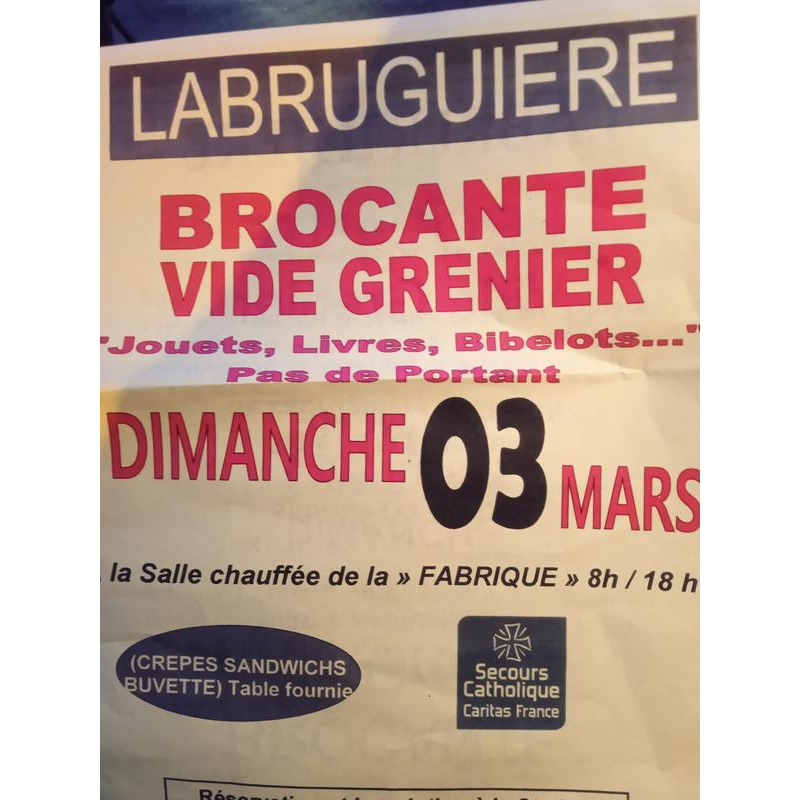 LABRUGUIERE
BROCANTE
VIDE GRENIER
"Jouets, Livres, Bibelots..."
Pas de Portant
DIMANCHE 03 MARS
la Salle chauffée de la » FABRIQUE » 8h / 18 h
(CREPES SANDWICHS
BUVETTE) Table fournie
Secours
Catholique
Caritas France